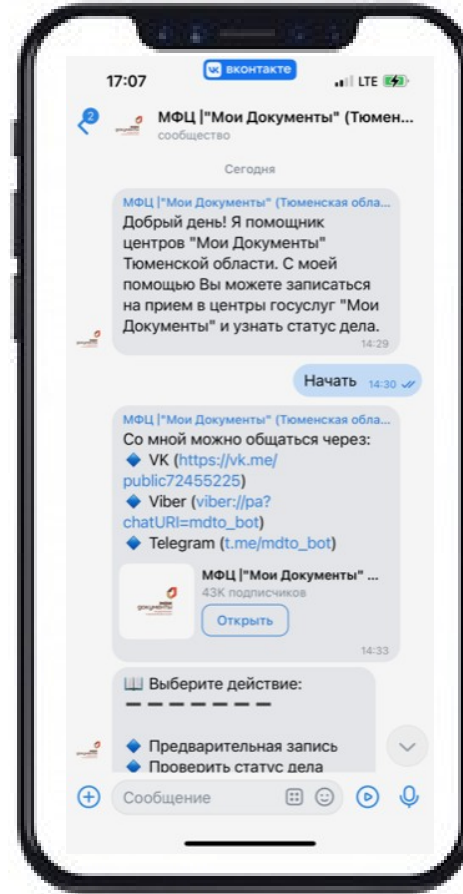 вконтакте
17:07
LTE
2
МФЦ |"Мои Документы" (Тюмен...
сообщество
Сегодня
МФЦ |"Мои Документы" (Тюменская обла...
Добрый день! Я помощник
центров "Мои Документы"
Тюменской области. С моей
помощью Вы можете записаться
на прием в центры госуслуг "Мои
Документы" и узнать статус дела.
14:29
Начать 14:30
МФЦ |"Мои Документы" (Тюменская обла...
Со мной можно общаться через:
VK (https://vk.me/
public72455225)
Viber (viber://pa?
chatURI=mdto_bot)
Telegram (t.me/mdto_bot)
МФЦ |"Мои Документы" ...
43K подписчиков
мои
документы
Открыть
14:33
Выберите действие:
— — — — — — —
Предварительная запись
Проверить статус дела
Сообщение